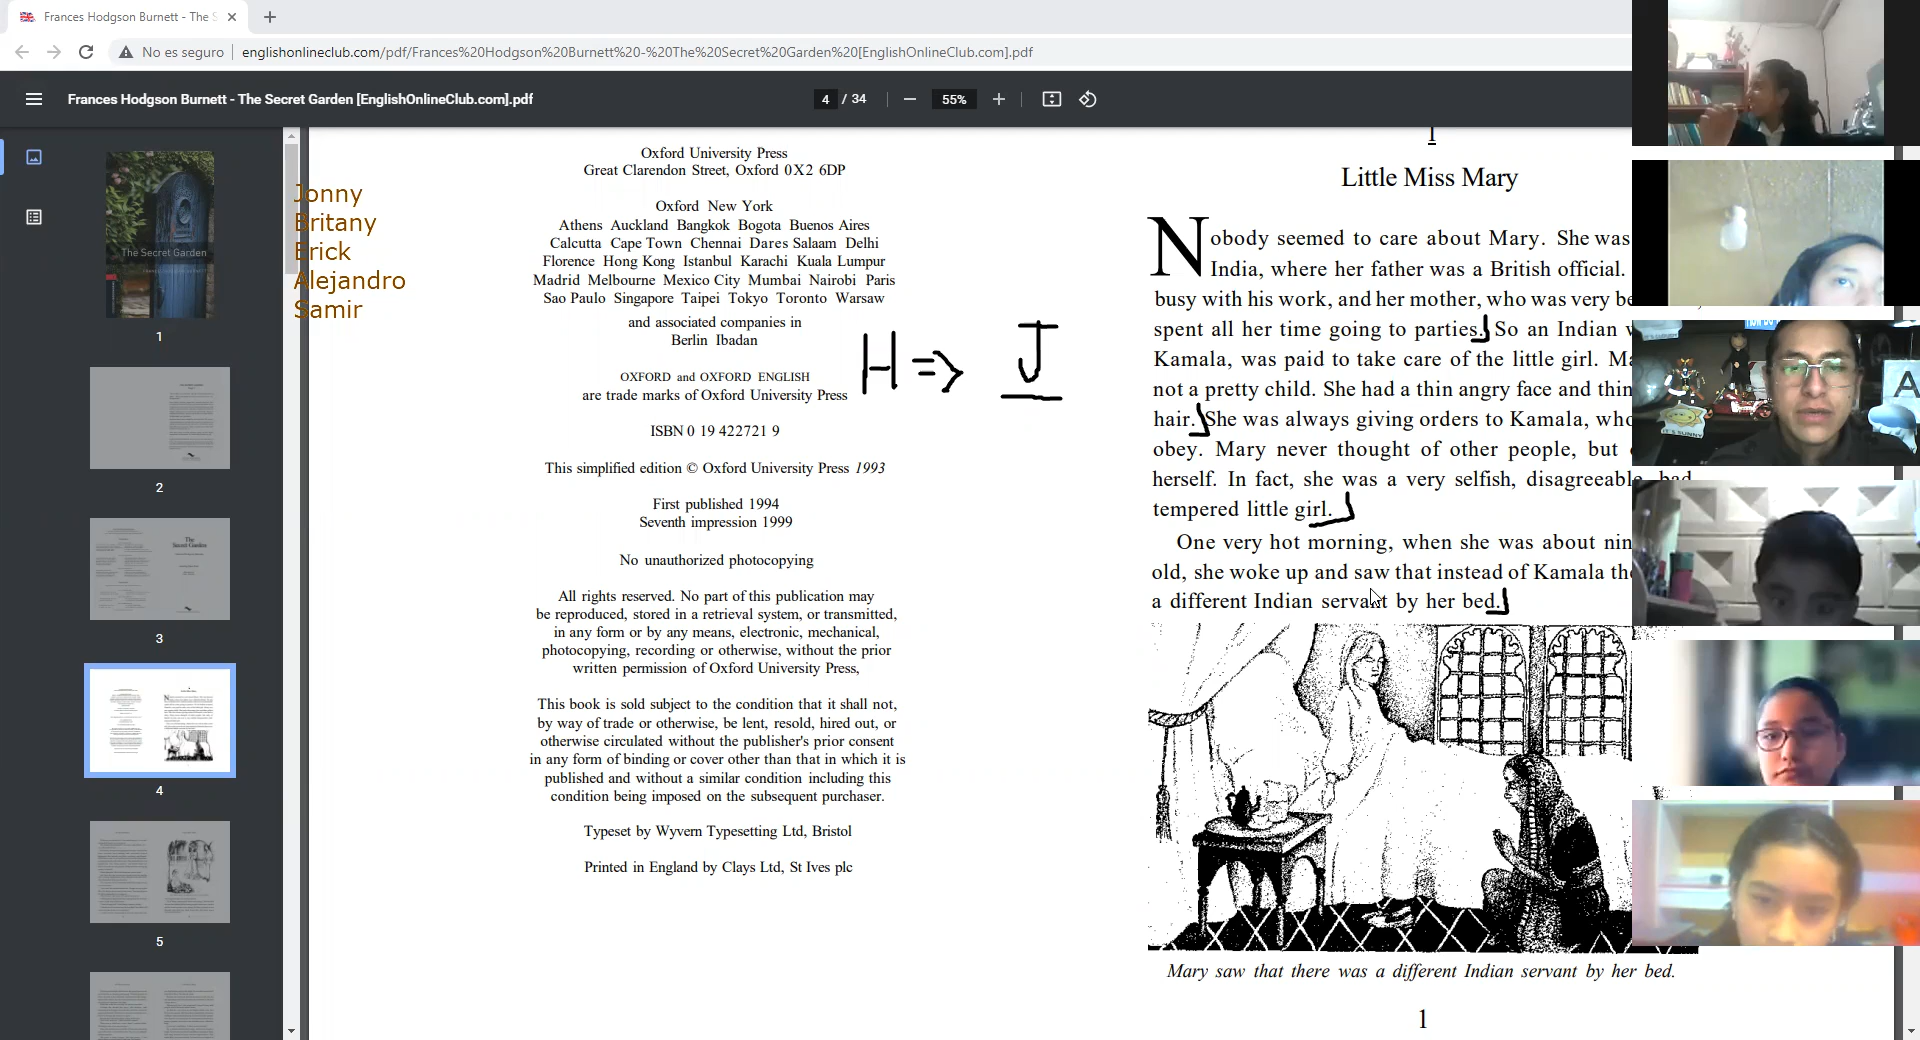 Frances Hodgson Burnett - The S
No es seguro
englishonlineclub.com/pdf/Frances%20Hodgson%20Burnett%20-%20The%20Secret%20Garden%20[EnglishOnlineClub.com].pdf
Frances Hodgson Burnett - The Secret Garden [EnglishOnlineClub.com].pdf
4 / 34
55%
The Secret Garden
1
2
The Secret Garden
3
4
5
Jonny
Britany
Erick
Alejandro
Samir
Oxford University Press
Great Clarendon Street, Oxford 0X2 6DP
Oxford New York
Athens Auckland Bangkok Bogota Buenos Aires
Calcutta Cape Town Chennai Dares Salaam Delhi
Florence Hong Kong Istanbul Karachi Kuala Lumpur
Madrid Melbourne Mexico City Mumbai Nairobi Paris
Sao Paulo Singapore Taipei Tokyo Toronto Warsaw
and associated companies in
Berlin Ibadan
OXFORD and OXFORD ENGLISH
are trade marks of Oxford University Press
ISBN 0 19 422721 9
This simplified edition © Oxford University Press 1993
First published 1994
Seventh impression 1999
No unauthorized photocopying
All rights reserved. No part of this publication may
be reproduced, stored in a retrieval system, or transmitted,
in any form or by any means, electronic, mechanical,
photocopying, recording or otherwise, without the prior
written permission of Oxford University Press,
This book is sold subject to the condition that it shall not,
by way of trade or otherwise, be lent, resold, hired out, or
otherwise circulated without the publisher's prior consent
in any form of binding or cover other than that in which it is
published and without a similar condition including this
condition being imposed on the subsequent purchaser.
Typeset by Wyvern Typesetting Ltd, Bristol
Printed in England by Clays Ltd, St Ives plc
H => J
1
Little Miss Mary
Nobody seemed to care about Mary. She was
India, where her father was a British official.
busy with his work, and her mother, who was very
spent all her time going to parties. So an Indian
Kamala, was paid to take care of the little girl.
not a pretty child. She had a thin angry face and thin
hair. She was always giving orders to Kamala, who
obey. Mary never thought of other people, but
herself. In fact, she was a very selfish, disagreeable, bad
tempered little girl.
One very hot morning, when she was about
old, she woke up and saw that instead of Kamala
a different Indian servant by her bed.
Mary saw that there was a different Indian servant by her bed.
1
IT'S SUNNY
A